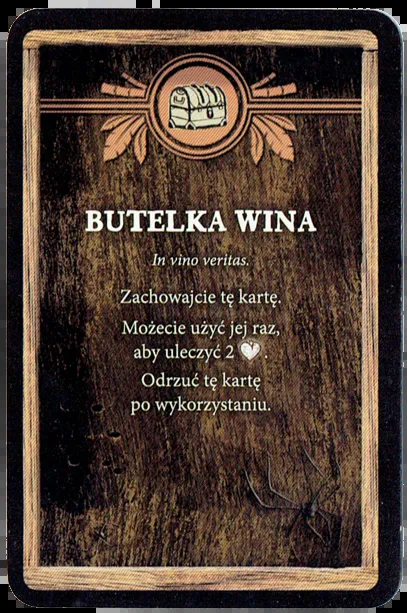 BUTELKA WINA
In vino veritas.
Zachowajcie tę kartę.
Możecie użyć jej raz,
aby uleczyć 2 .
Odrzuć tę kartę
po wykorzystaniu.